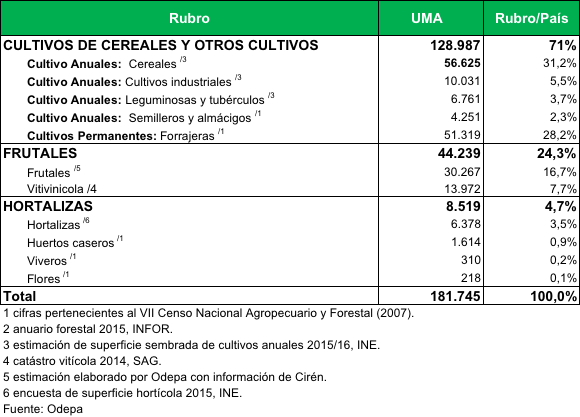 Rubro UMA Rubro/País
CULTIVOS DE CEREALES Y OTROS CULTIVOS 128.987 71%
Cultivo Anuales: Cereales /3 56.625 31,2%
Cultivo Anuales: Cultivos industriales /3 10.031 5,5%
Cultivo Anuales: Leguminosas y tubérculos /3 6.761 3,7%
Cultivo Anuales: Semilleros y almácigos /1 4.251 2,3%
Cultivos Permanentes: Forrajeras /1 51.319 28,2%
FRUTALES 44.239 24,3%
Frutales /5 30.267 16,7%
Vitivinicola /4 13.972 7,7%
HORTALIZAS 8.519 4,7%
Hortalizas /6 6.378 3,5%
Huertos caseros /1 1.614 0,9%
Viveros /1 310 0,2%
Flores /1 218 0,1%
Total 181.745 100,0%
1 cifras pertenecientes al VII Censo Nacional Agropecuario y Forestal (2007).
2 anuario forestal 2015, INFOR.
3 estimación de superficie sembrada de cultivos anuales 2015/16, INE.
4 catástro vitícola 2014, SAG.
5 estimación elaborado por Odepa con información de Cirén.
6 encuesta de superficie hortícola 2015, INE.
Fuente: Odepa